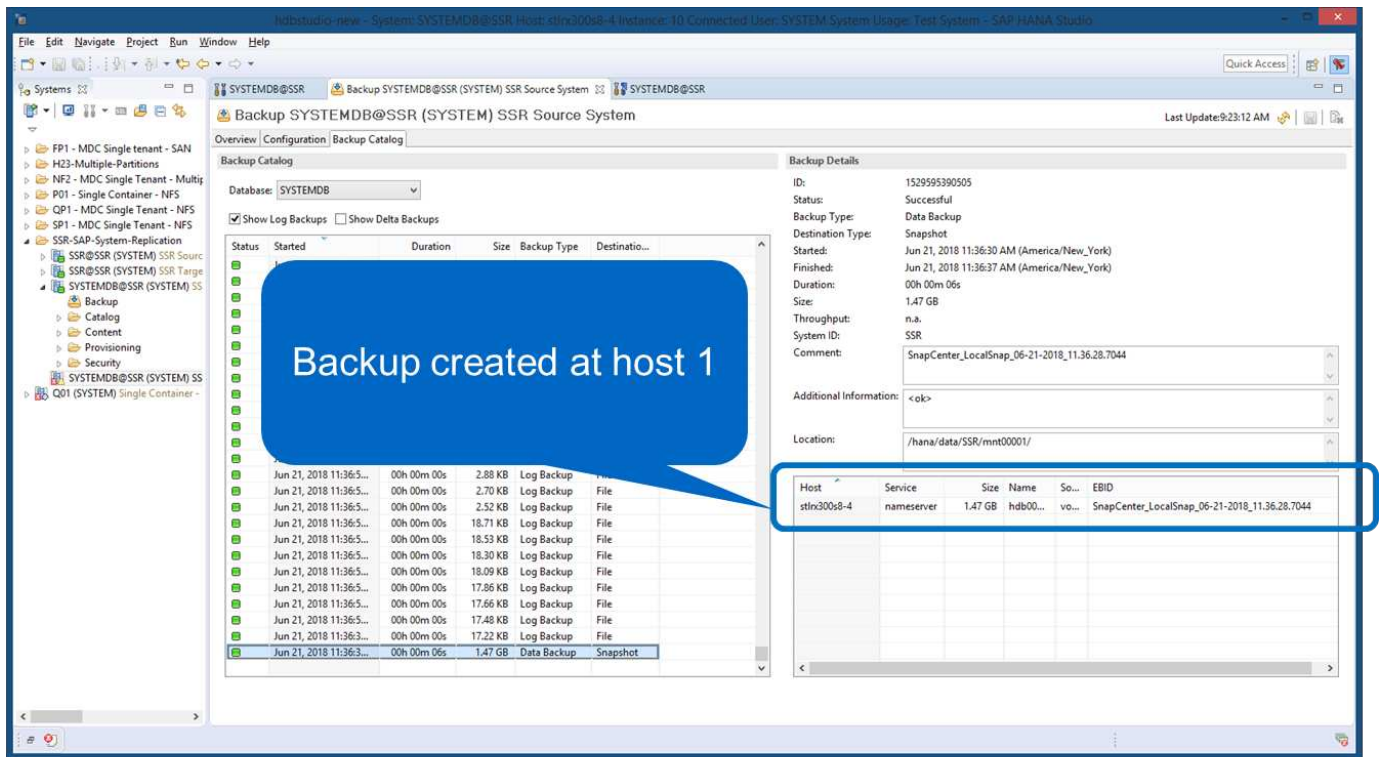 hdbstudio-new - System: SYSTEMDB@SSR Host: stlrx300s8-4 Instance: 10 Connected User: SYSTEM System Usage: Test System - SAP HANA Studio
File Edit Navigate Project Run Window Help
Quick Access
Systems
SYSTEMDB@SSR
Backup SYSTEMDB@SSR (SYSTEM) SSR Source System
SYSTEMDB@SSR
FP1 - MDC Single tenant - SAN
H23-Multiple-Partitions
NF2 - MDC Single Tenant - Multip
P01 - Single Container - NFS
QP1 - MDC Single Tenant - NFS
SP1 - MDC Single Tenant - NFS
SSR-SAP-System-Replication
SSR@SSR (SYSTEM) SSR Sourc
SSR@SSR (SYSTEM) SSR Targe
SYSTEMDB@SSR (SYSTEM) SS
Backup
Catalog
Content
Provisioning
Security
SYSTEMDB@SSR (SYSTEM) SS
Q01 (SYSTEM) Single Container -
Backup SYSTEMDB@SSR (SYSTEM) SSR Source System
Last Update:9:23:12 AM
Overview Configuration Backup Catalog
Backup Catalog
Database: SYSTEMDB
Show Log Backups Show Delta Backups
Status Started Duration Size Backup Type Destinatio...
Backup created at host 1
Jun 21, 2018 11:36:5... 00h 00m 00s 2.88 KB Log Backup
Jun 21, 2018 11:36:5... 00h 00m 00s 2.70 KB Log Backup File
Jun 21, 2018 11:36:5... 00h 00m 00s 2.52 KB Log Backup File
Jun 21, 2018 11:36:5... 00h 00m 00s 18.71 KB Log Backup File
Jun 21, 2018 11:36:5... 00h 00m 00s 18.53 KB Log Backup File
Jun 21, 2018 11:36:5... 00h 00m 00s 18.30 KB Log Backup File
Jun 21, 2018 11:36:5... 00h 00m 00s 18.09 KB Log Backup File
Jun 21, 2018 11:36:5... 00h 00m 00s 17.86 KB Log Backup File
Jun 21, 2018 11:36:5... 00h 00m 00s 17.66 KB Log Backup File
Jun 21, 2018 11:36:5... 00h 00m 00s 17.48 KB Log Backup File
Jun 21, 2018 11:36:3... 00h 00m 00s 17.22 KB Log Backup File
Jun 21, 2018 11:36:3... 00h 00m 06s 1.47 GB Data Backup Snapshot
Backup Details
ID: 1529595390505
Status: Successful
Backup Type: Data Backup
Destination Type: Snapshot
Started: Jun 21, 2018 11:36:30 AM (America/New_York)
Finished: Jun 21, 2018 11:36:37 AM (America/New_York)
Duration: 00h 00m 06s
Size: 1.47 GB
Throughput: n.a.
System ID: SSR
Comment: SnapCenter_LocalSnap_06-21-2018_11.36.28.7044
Additional Information: <ok>
Location: /hana/data/SSR/mnt00001/
Host Service Size Name So... EBID
stlrx300s8-4 nameserver 1.47 GB hdb00... vo... SnapCenter_LocalSnap_06-21-2018_11.36.28.7044